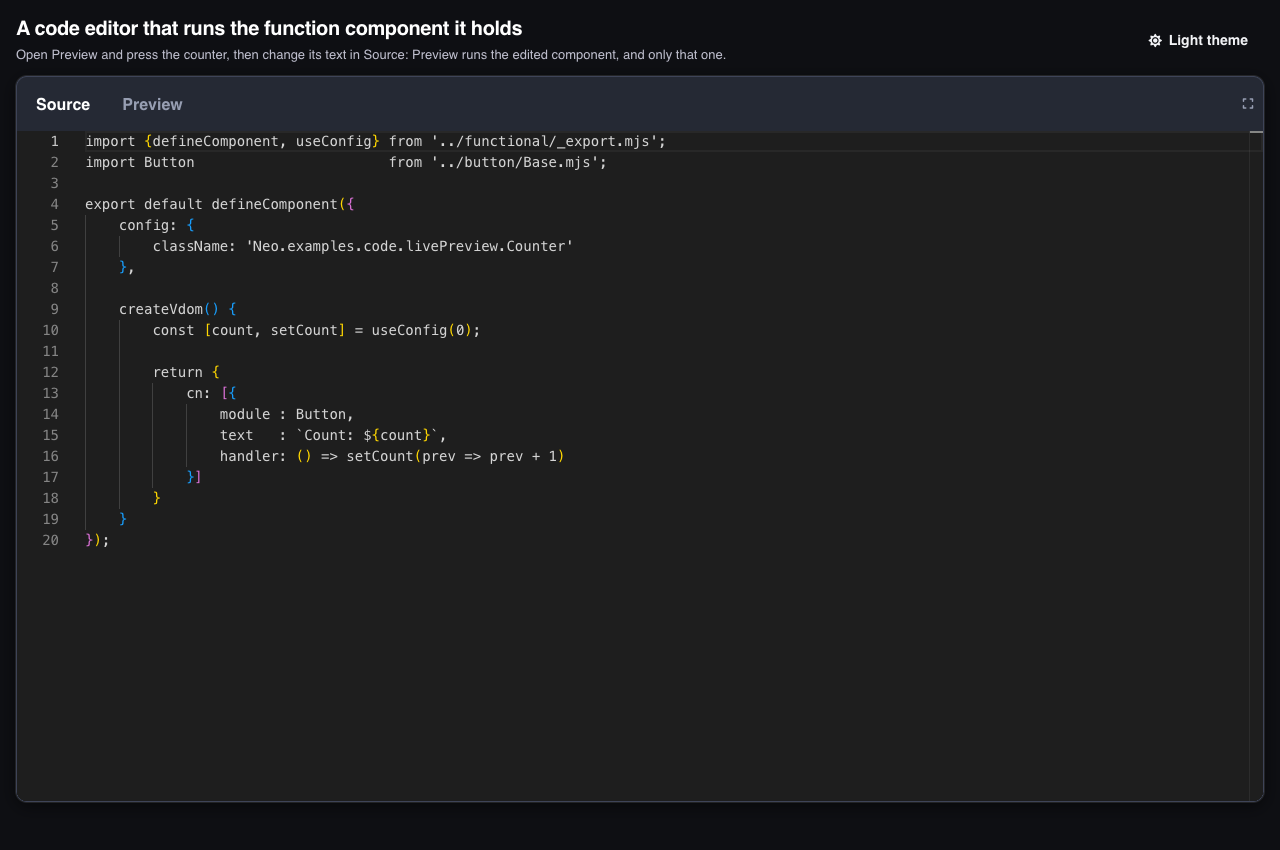 A code editor that runs the function component it holds
Open Preview and press the counter, then change its text in Source: Preview runs the edited component, and only that one.
Light theme
Source Preview
1 import {defineComponent, useConfig} from '../functional/_export.mjs';
2 import Button                       from '../button/Base.mjs';
3
4 export default defineComponent({
5     config: {
6         className: 'Neo.examples.code.livePreview.Counter'
7     },
8
9     createVdom() {
10         const [count, setCount] = useConfig(0);
11
12         return {
13             cn: [{
14                 module : Button,
15                 text   : `Count: ${count}`,
16                 handler: () => setCount(prev => prev + 1)
17             }]
18         }
19     }
20 });